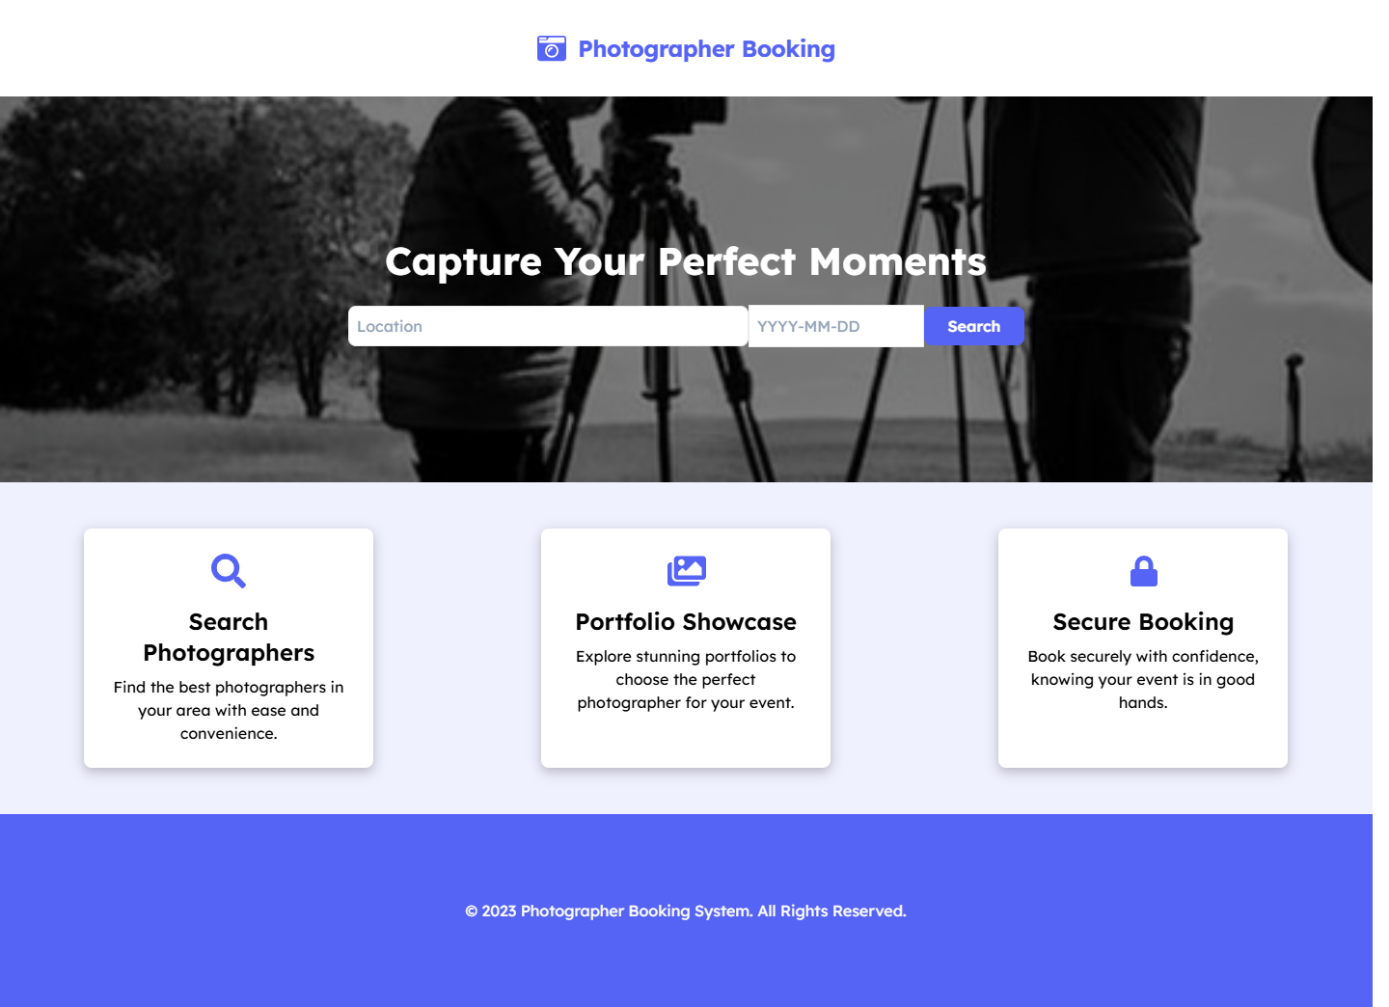 Photographer Booking
Capture Your Perfect Moments
Location
YYYY-MM-DD
Search
Search
Photographers
Find the best photographers in
your area with ease and
convenience.
Portfolio Showcase
Explore stunning portfolios to
choose the perfect
photographer for your event.
Secure Booking
Book securely with confidence,
knowing your event is in good
hands.
© 2023 Photographer Booking System. All Rights Reserved.